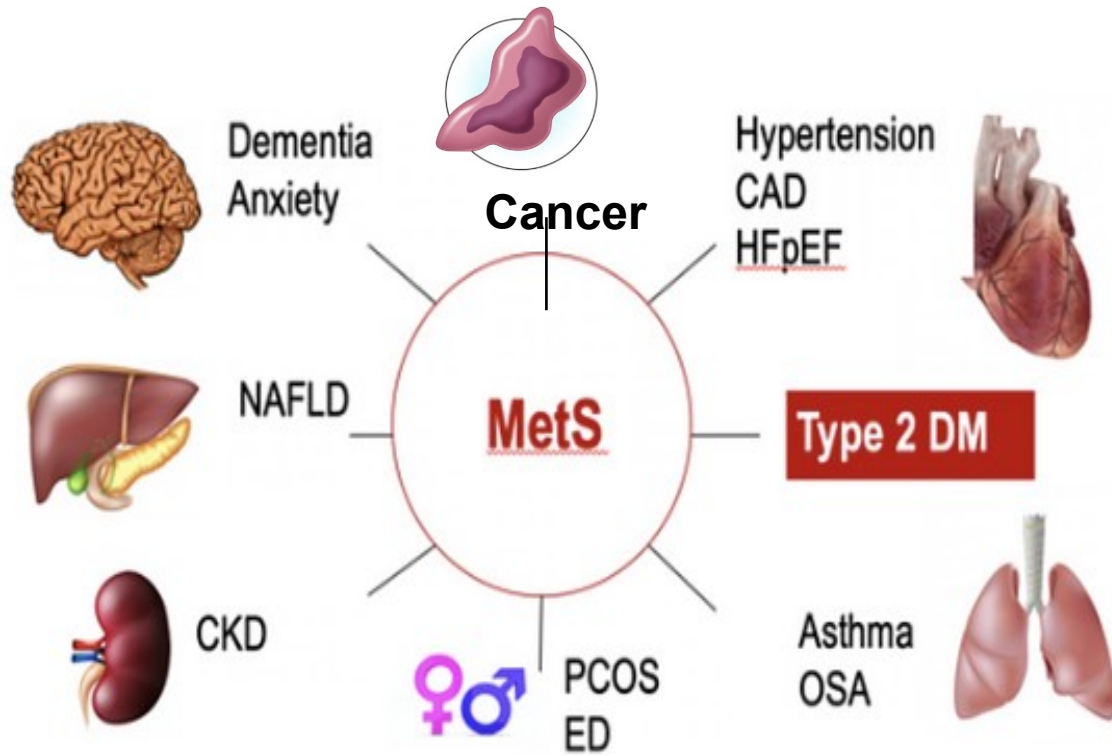 Cancer
Dementia
Anxiety
Hypertension
CAD
HFpEF
NAFLD
MetS
Type 2 DM
CKD
PCOS
ED
Asthma
OSA